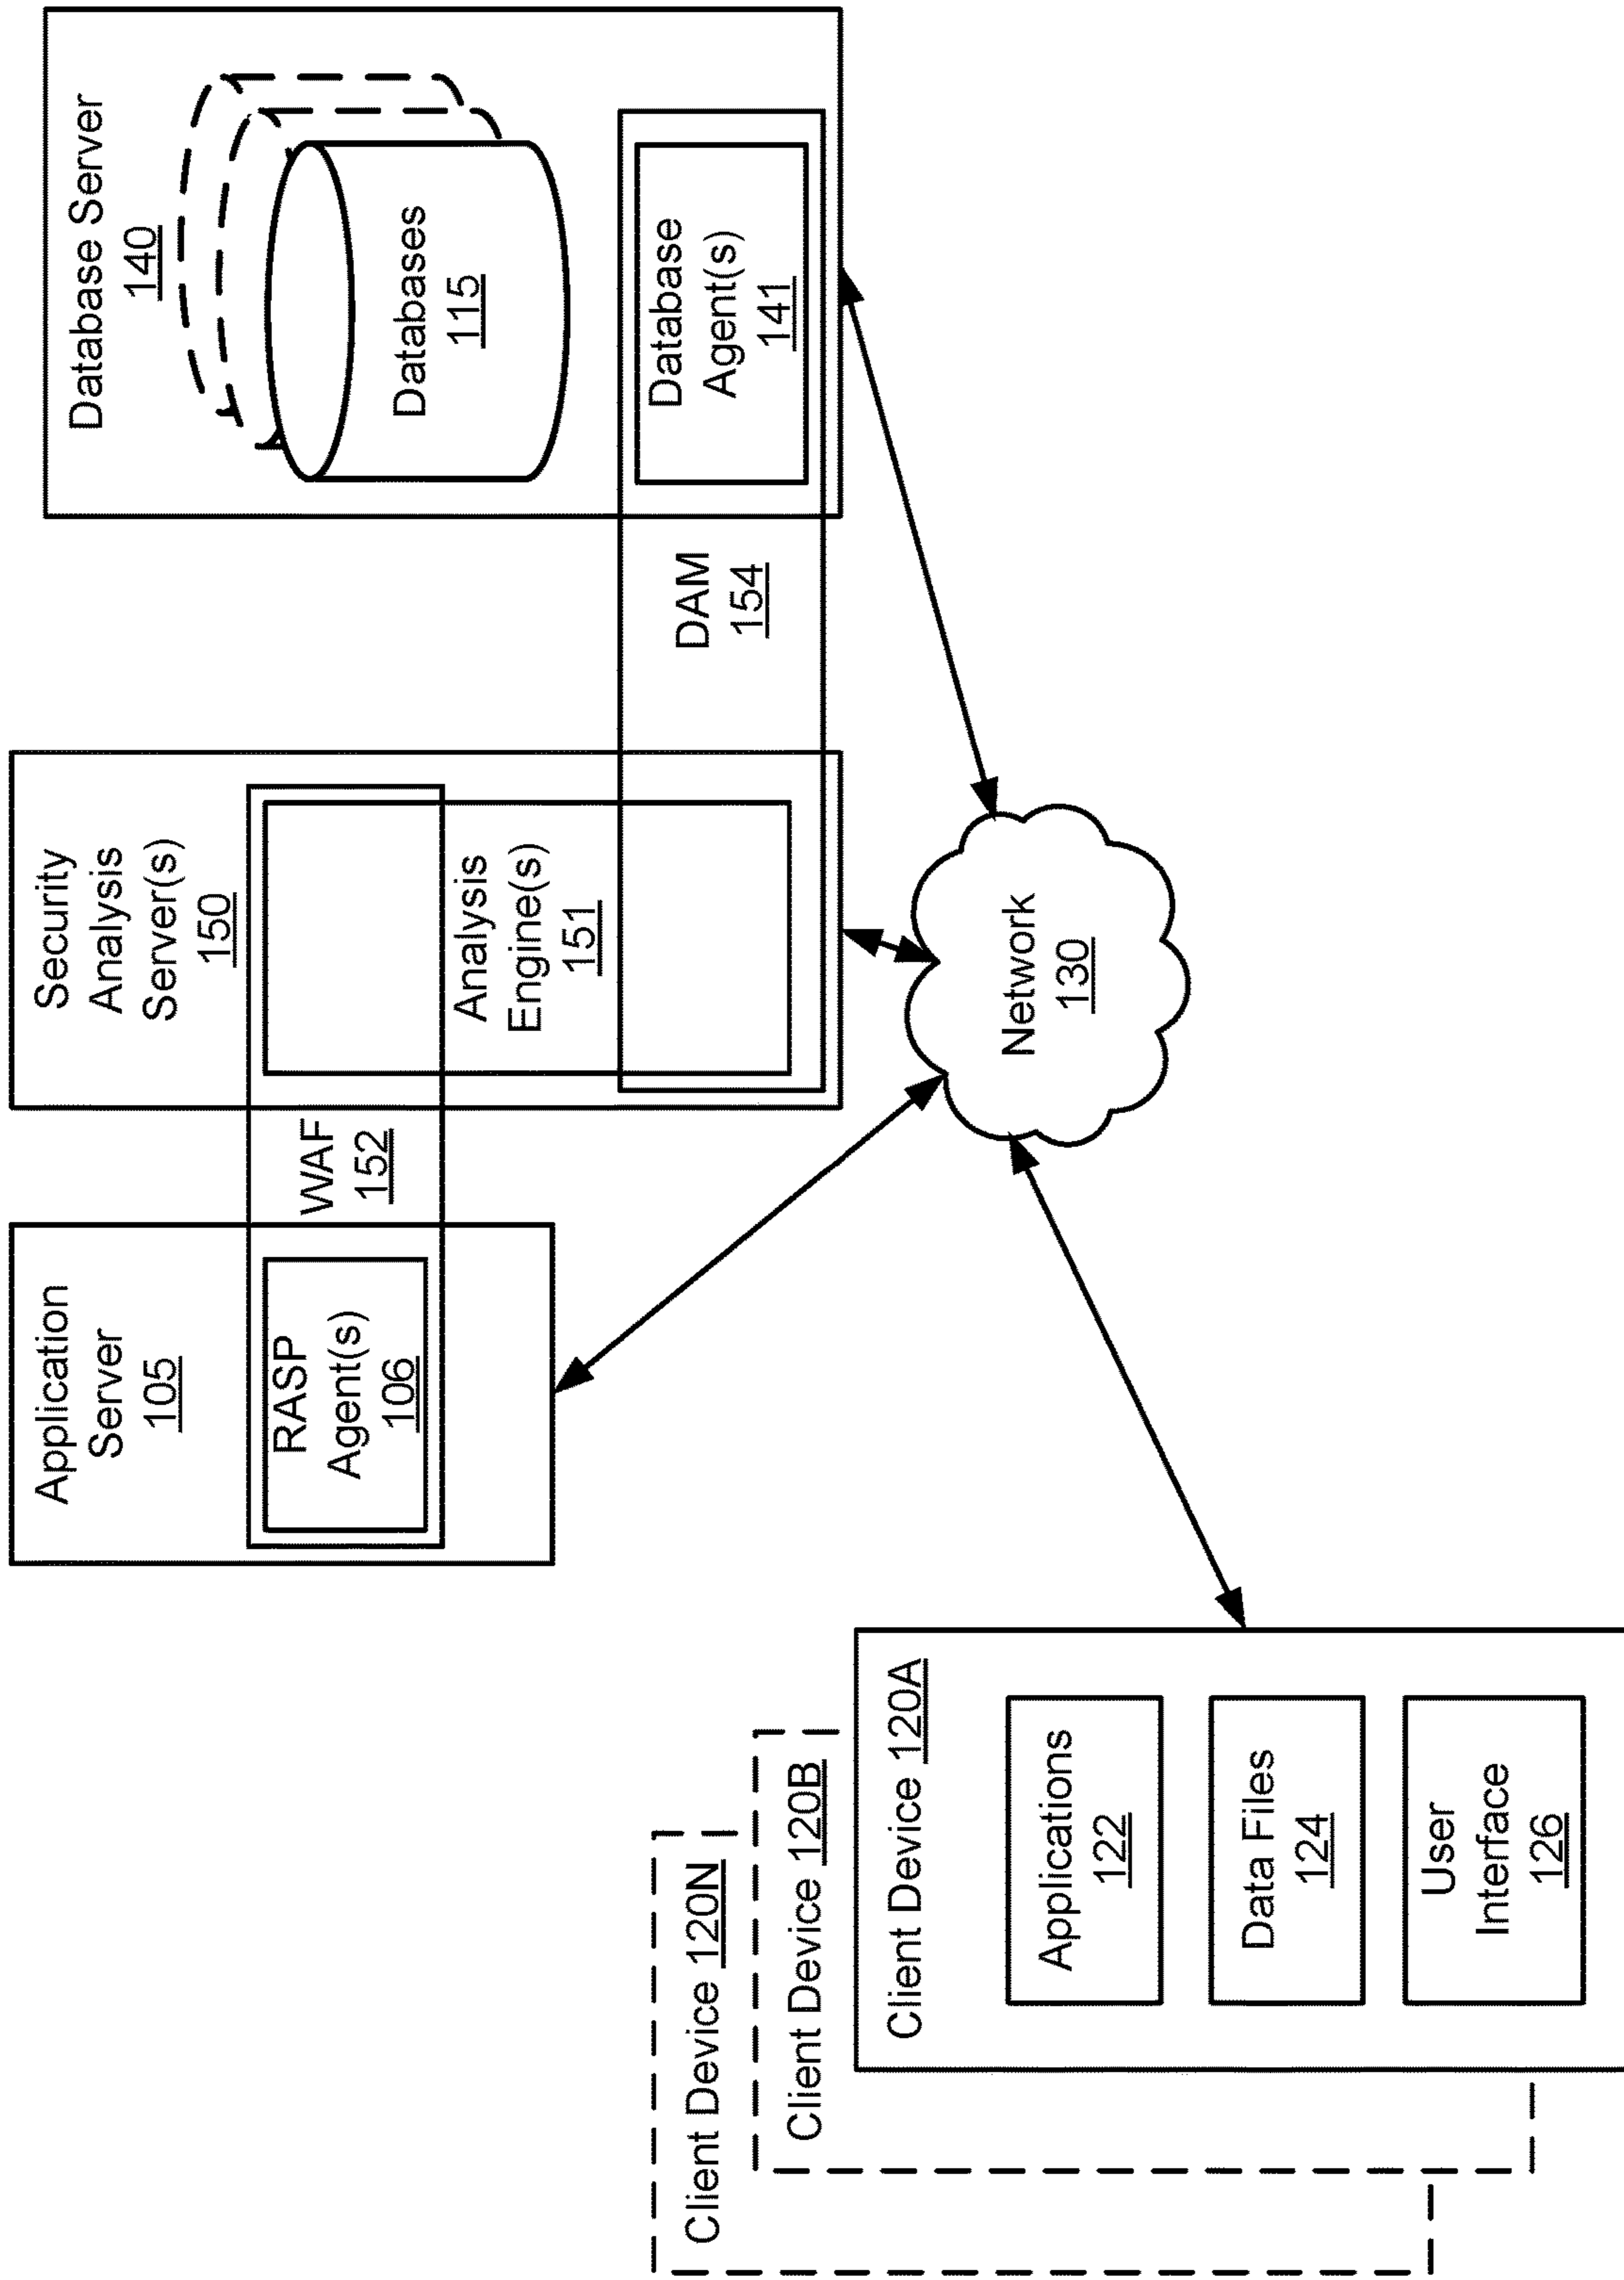 Application
Server
105
RASP
Agent(s)
106
WAF
152
Security
Analysis
Server(s)
150
Analysis
Engine(s)
151
DAM
154
Database Server
140
Databases
115
Database
Agent(s)
141
Network
130
Client Device 120N
Client Device 120B
Client Device 120A
Applications
122
Data Files
124
User
Interface
126